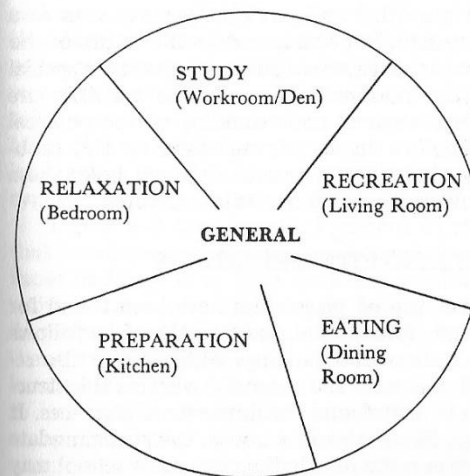 STUDY
(Workroom/Den)
RELAXATION
(Bedroom)
RECREATION
(Living Room)
GENERAL
PREPARATION
(Kitchen)
EATING
(Dining
Room)